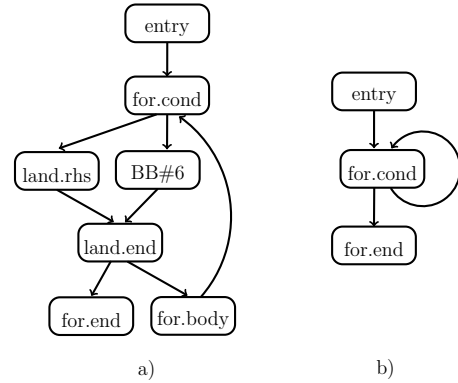 entry
for.cond
land.rhs
BB#6
land.end
for.end
for.body
a)
entry
for.cond
for.end
b)